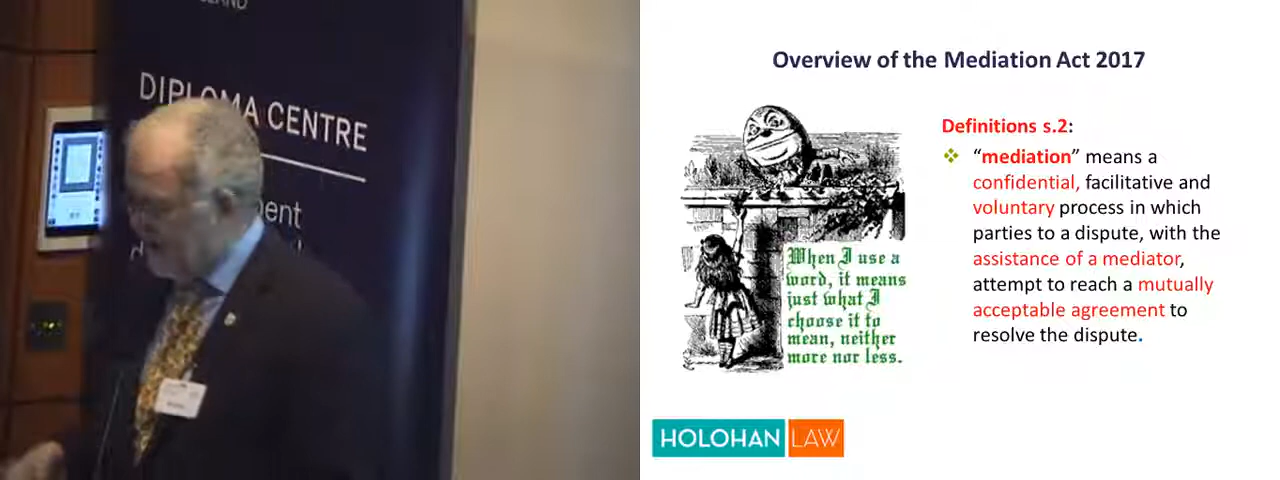 DIPLOMA CENTRE
Overview of the Mediation Act 2017
When I use a
word, it means
just what I
choose it to
mean, neither
more nor less.
Definitions s.2:
“mediation” means a
confidential, facilitative and
voluntary process in which
parties to a dispute, with the
assistance of a mediator,
attempt to reach a mutually
acceptable agreement to
resolve the dispute.
HOLOHAN LAW